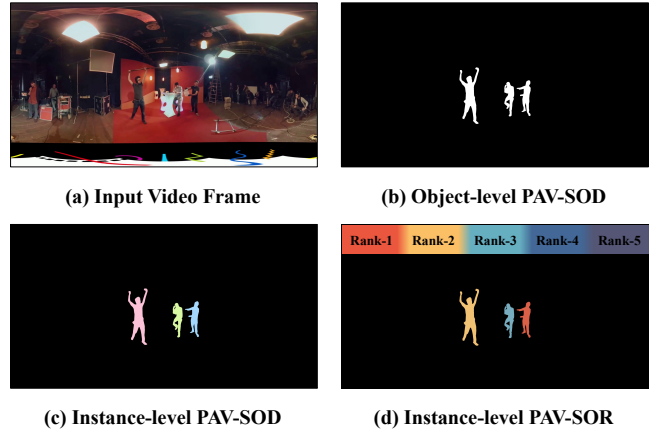 (a) Input Video Frame
(b) Object-level PAV-SOD
Rank-1 Rank-2 Rank-3 Rank-4 Rank-5
(c) Instance-level PAV-SOD
(d) Instance-level PAV-SOR